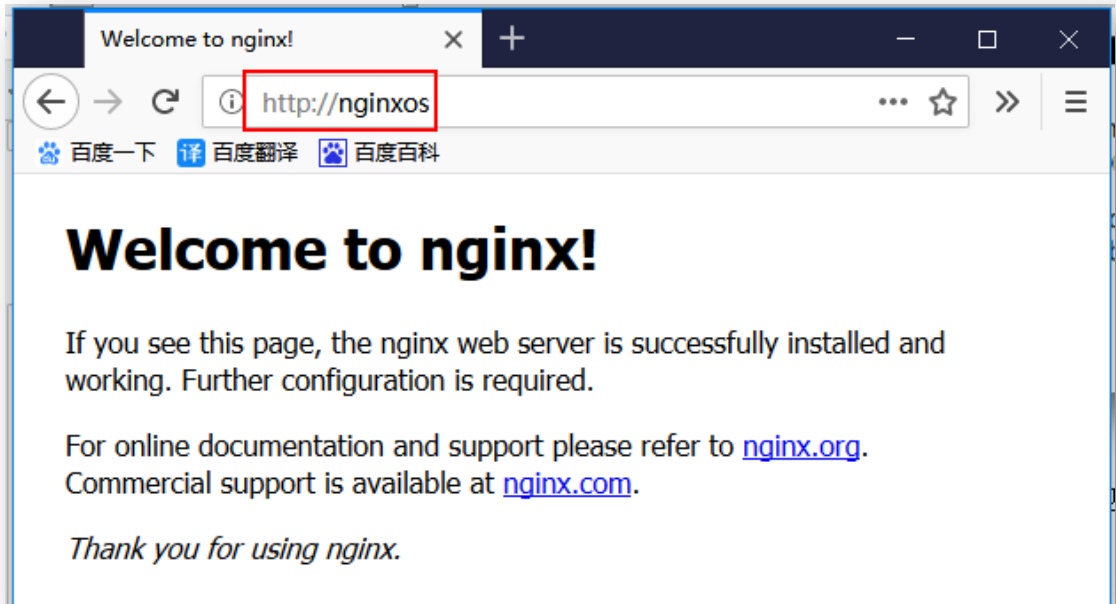 Welcome to nginx!
http://nginxos
百度一下 译 百度翻译 百度百科
Welcome to nginx!
If you see this page, the nginx web server is successfully installed and
working. Further configuration is required.
For online documentation and support please refer to nginx.org.
Commercial support is available at nginx.com.
Thank you for using nginx.